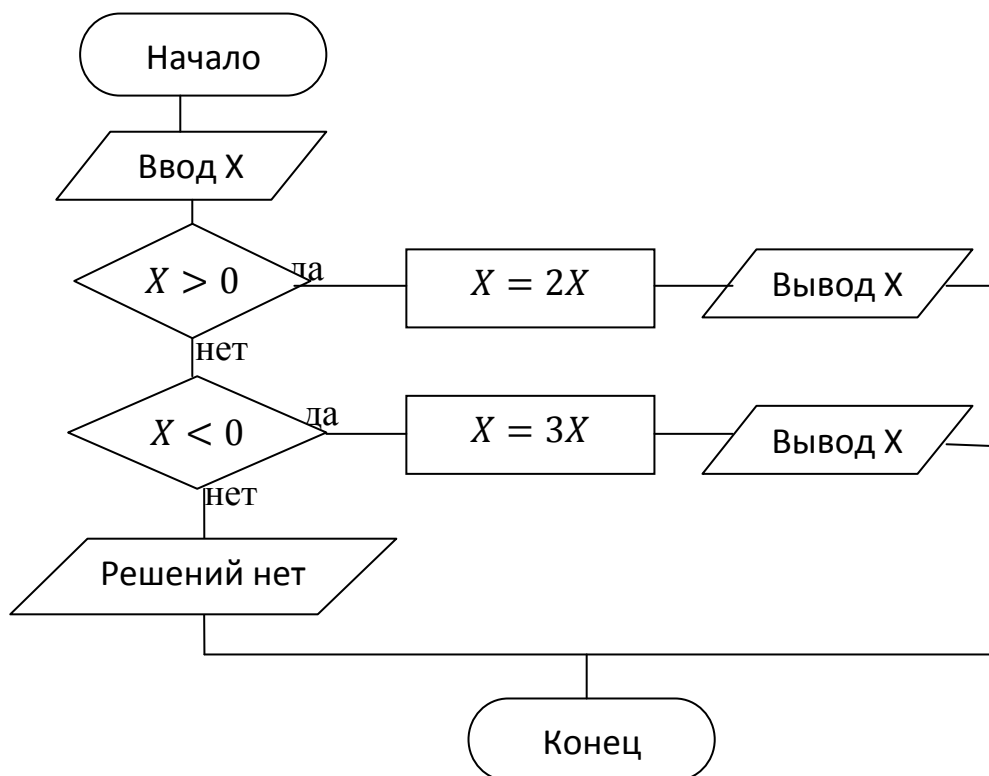 Начало
Ввод X
X > 0
да
X = 2X
Вывод X
нет
X < 0
да
X = 3X
Вывод X
нет
Решений нет
Конец